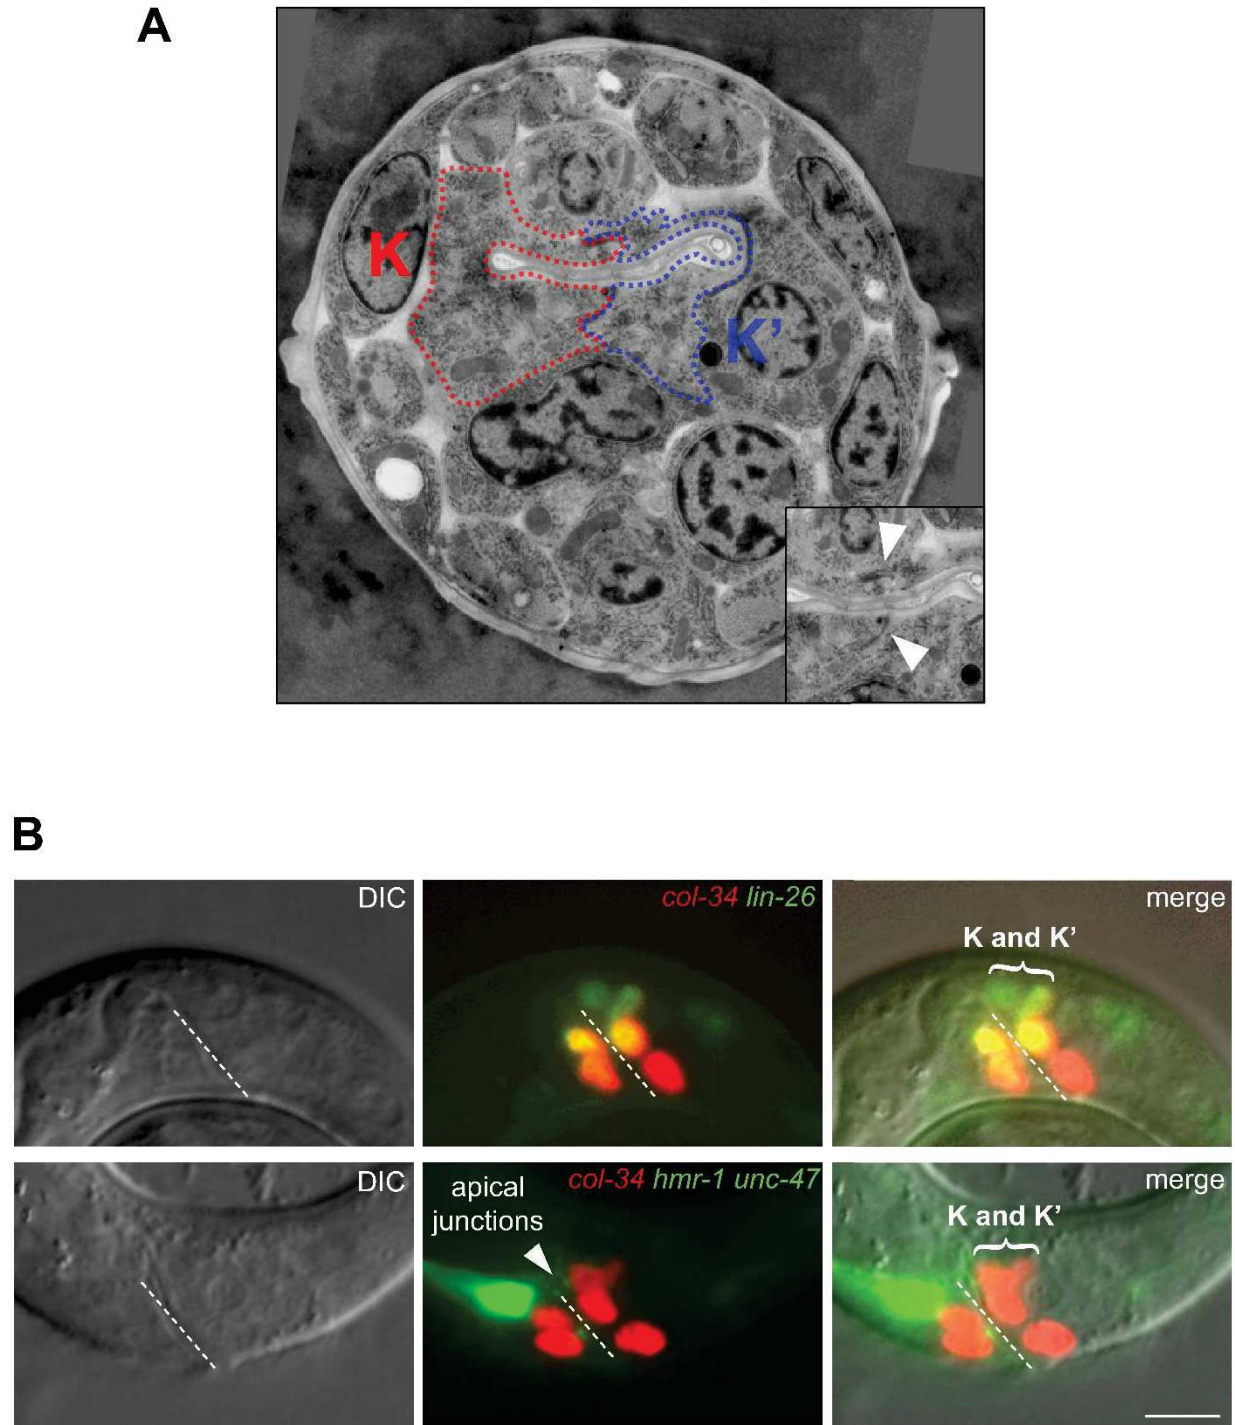 A
K
K’
B
DIC
col-34 lin-26
merge
K and K’
DIC
apical
junctions
col-34 hmr-1 unc-47
merge
K and K’